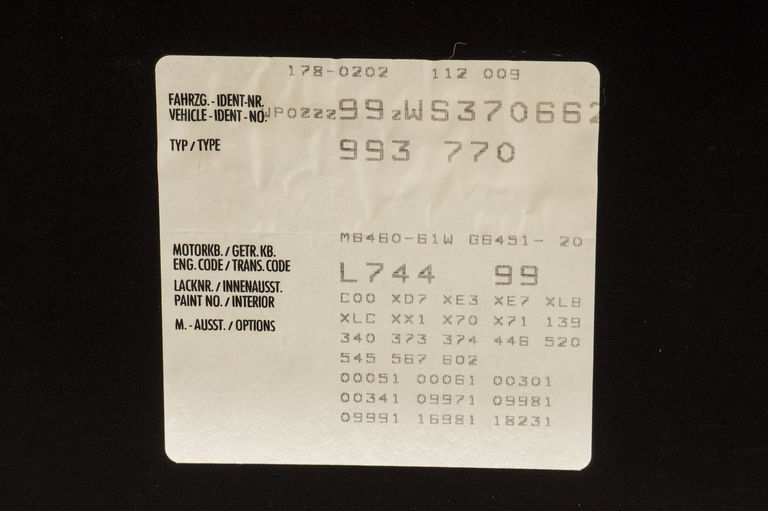 178-0202 112 009
FAHRZG.-IDENT-NR.
VEHICLE-IDENT-NO. WP0ZZZ99ZWS370662
TYP/TYPE 993 770
MOTORKB./GETR.KB. M6460-61W G6451- 20
ENG.CODE/TRANS.CODE
L744 99
LACKNR./INNENAUSST.
PAINT NO./INTERIOR C00 XD7 XE3 XE7 XLB
M.-AUSST./OPTIONS XLC XX1 X70 X71 139
340 373 374 446 520
545 567 602
00051 00061 00301
00341 09971 09981
09991 16981 18231